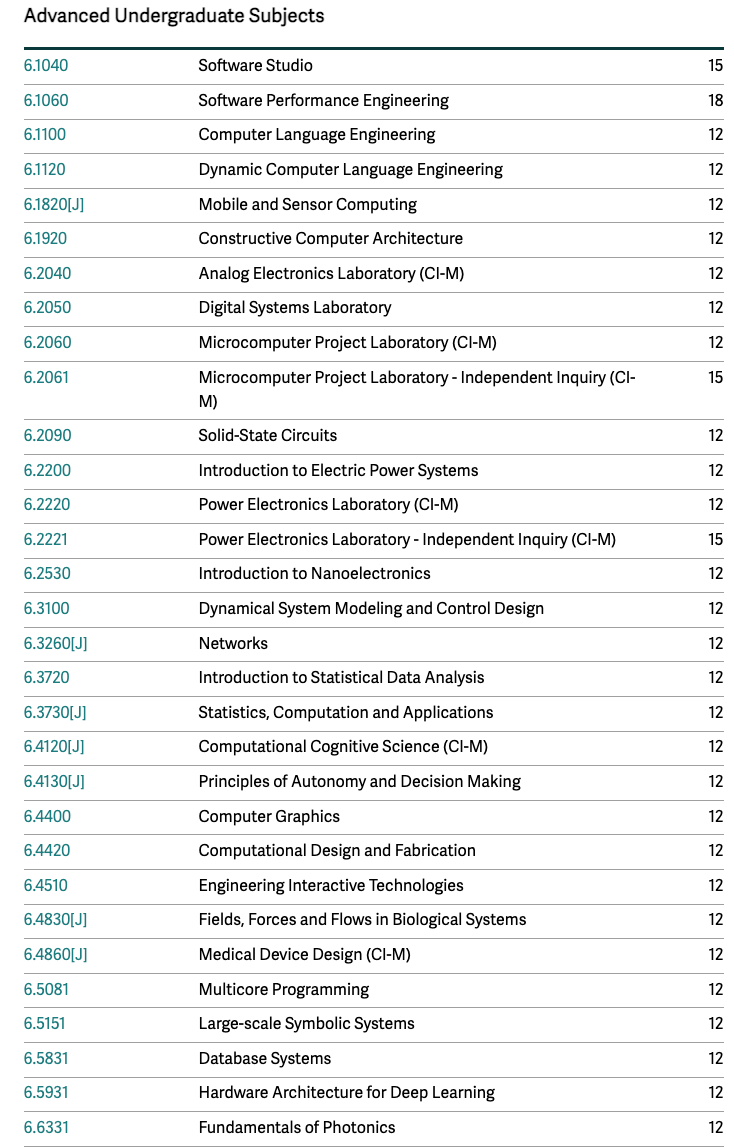 Advanced Undergraduate Subjects
6.1040 Software Studio 15
6.1060 Software Performance Engineering 18
6.1100 Computer Language Engineering 12
6.1120 Dynamic Computer Language Engineering 12
6.1820[J] Mobile and Sensor Computing 12
6.1920 Constructive Computer Architecture 12
6.2040 Analog Electronics Laboratory (CI-M) 12
6.2050 Digital Systems Laboratory 12
6.2060 Microcomputer Project Laboratory (CI-M) 12
6.2061 Microcomputer Project Laboratory - Independent Inquiry (CI- 15
M)
6.2090 Solid-State Circuits 12
6.2200 Introduction to Electric Power Systems 12
6.2220 Power Electronics Laboratory (CI-M) 12
6.2221 Power Electronics Laboratory - Independent Inquiry (CI-M) 15
6.2530 Introduction to Nanoelectronics 12
6.3100 Dynamical System Modeling and Control Design 12
6.3260[J] Networks 12
6.3720 Introduction to Statistical Data Analysis 12
6.3730[J] Statistics, Computation and Applications 12
6.4120[J] Computational Cognitive Science (CI-M) 12
6.4130[J] Principles of Autonomy and Decision Making 12
6.4400 Computer Graphics 12
6.4420 Computational Design and Fabrication 12
6.4510 Engineering Interactive Technologies 12
6.4830[J] Fields, Forces and Flows in Biological Systems 12
6.4860[J] Medical Device Design (CI-M) 12
6.5081 Multicore Programming 12
6.5151 Large-scale Symbolic Systems 12
6.5831 Database Systems 12
6.5931 Hardware Architecture for Deep Learning 12
6.6331 Fundamentals of Photonics 12